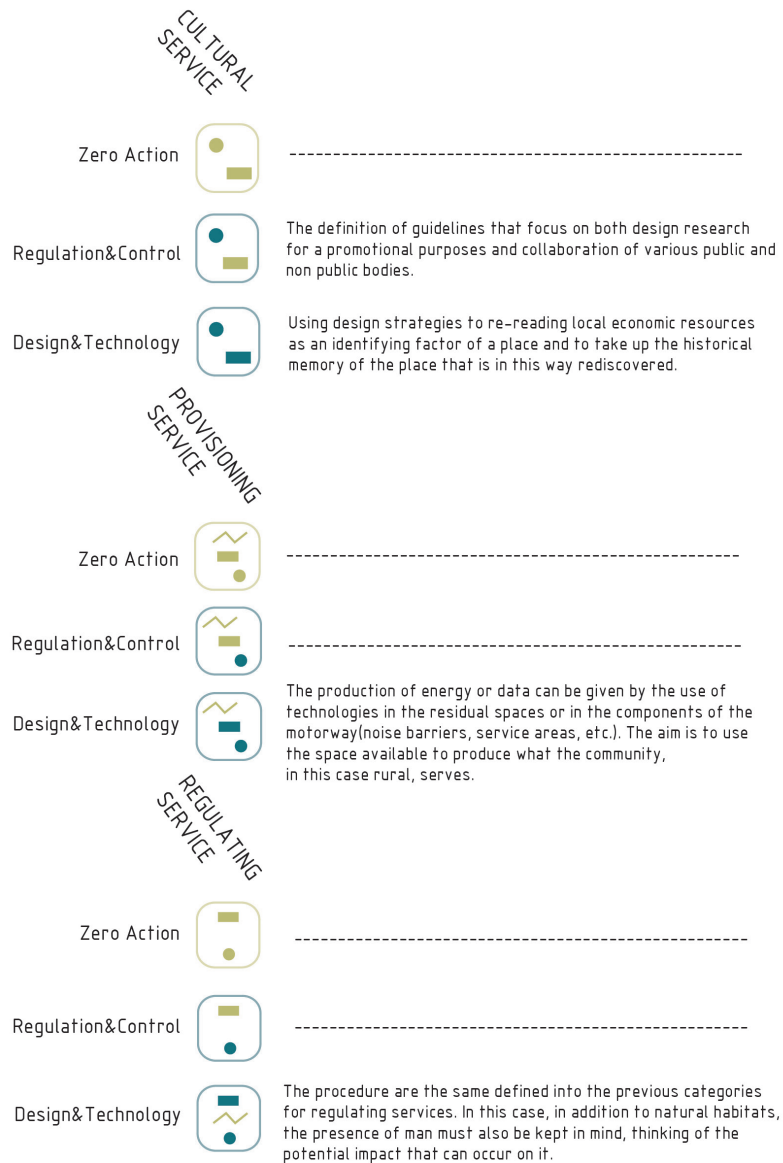 CULTURAL
SERVICE
Zero Action
------------------------------------------------
Regulation&Control
The definition of guidelines that focus on both design research
for a promotional purposes and collaboration of various public and
non public bodies.
Design&Technology
Using design strategies to re-reading local economic resources
as an identifying factor of a place and to take up the historical
memory of the place that is in this way rediscovered.
PROVISIONING
SERVICE
Zero Action
------------------------------------------------
Regulation&Control
------------------------------------------------
Design&Technology
The production of energy or data can be given by the use of
technologies in the residual spaces or in the components of the
motorway(noise barriers, service areas, etc.). The aim is to use
the space available to produce what the community,
in this case rural, serves.
REGULATING
SERVICE
Zero Action
------------------------------------------------
Regulation&Control
------------------------------------------------
Design&Technology
The procedure are the same defined into the previous categories
for regulating services. In this case, in addition to natural habitats,
the presence of man must also be kept in mind, thinking of the
potential impact that can occur on it.